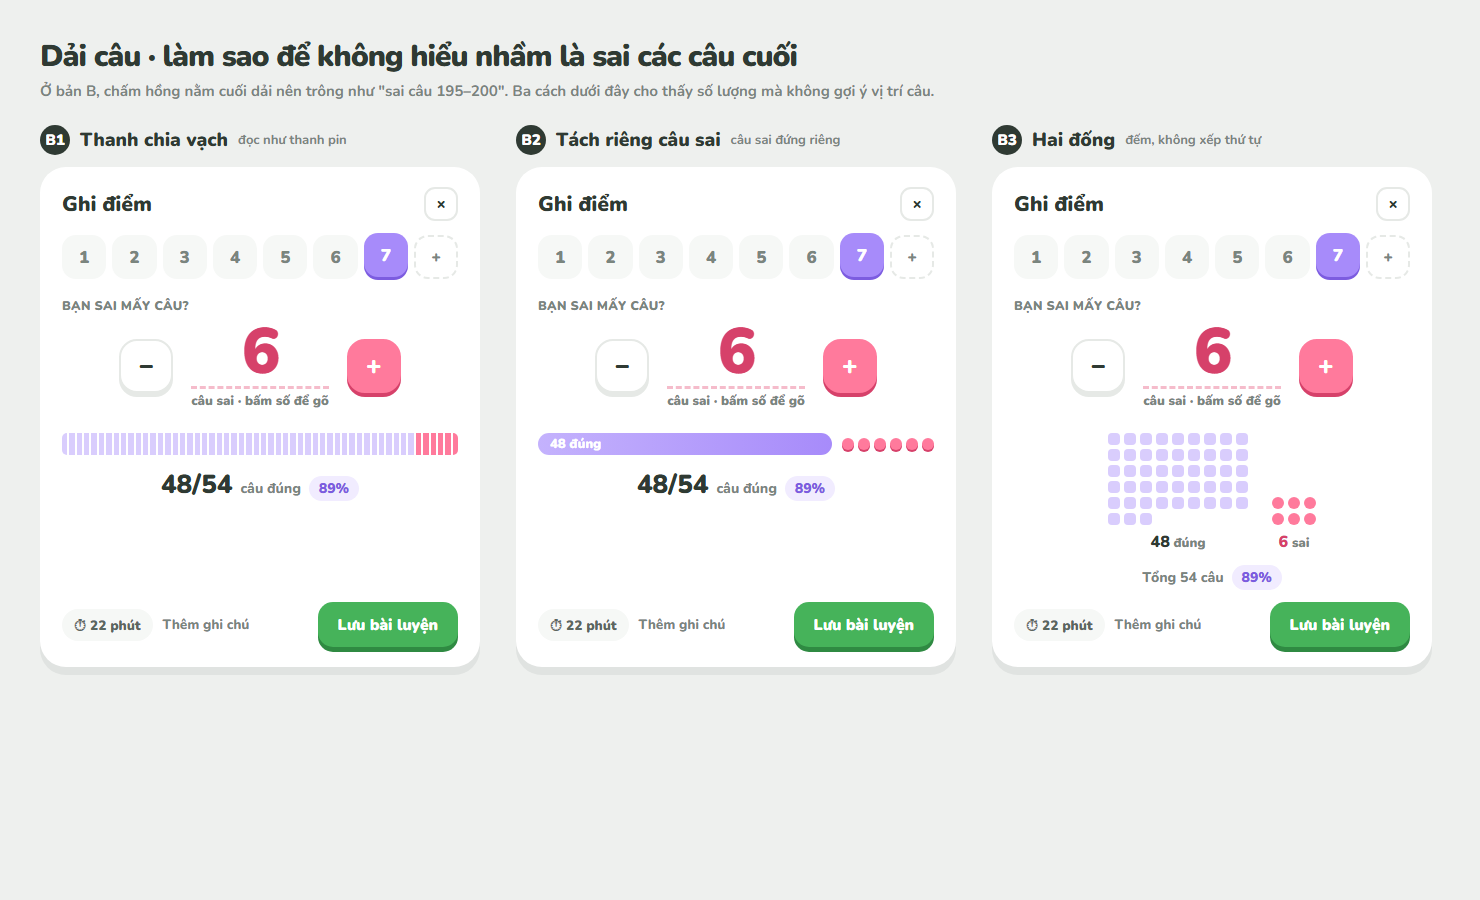 Dải câu · làm sao để không hiểu nhầm là sai các câu cuối
Ở bản B, chấm hồng nằm cuối dải nên trông như "sai câu 195–200". Ba cách dưới đây cho thấy số lượng mà không gợi ý vị trí câu.
B1 Thanh chia vạch đọc như thanh pin
Ghi điểm ×
1 2 3 4 5 6 7 +
BẠN SAI MẤY CÂU?
− 6 +
câu sai · bấm số để gõ
48/54 câu đúng 89%
⏱ 22 phút Thêm ghi chú Lưu bài luyện
B2 Tách riêng câu sai câu sai đứng riêng
Ghi điểm ×
1 2 3 4 5 6 7 +
BẠN SAI MẤY CÂU?
− 6 +
câu sai · bấm số để gõ
48 đúng
48/54 câu đúng 89%
⏱ 22 phút Thêm ghi chú Lưu bài luyện
B3 Hai đống đếm, không xếp thứ tự
Ghi điểm ×
1 2 3 4 5 6 7 +
BẠN SAI MẤY CÂU?
− 6 +
câu sai · bấm số để gõ
48 đúng 6 sai
Tổng 54 câu 89%
⏱ 22 phút Thêm ghi chú Lưu bài luyện